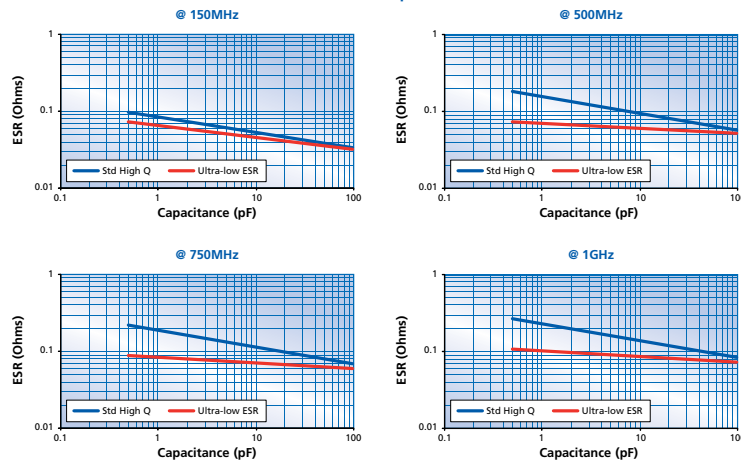 @ 150MHz
ESR (Ohms)
1
0.1
0.01
Std High Q
Ultra-low ESR
0.1
1
10
100
Capacitance (pF)
@ 500MHz
ESR (Ohms)
1
0.1
0.01
Std High Q
Ultra-low ESR
0.1
1
10
Capacitance (pF)
@ 750MHz
ESR (Ohms)
1
0.1
0.01
Std High Q
Ultra-low ESR
0.1
1
10
100
Capacitance (pF)
@ 1GHz
ESR (Ohms)
1
0.1
0.01
Std High Q
Ultra-low ESR
0.1
1
10
Capacitance (pF)